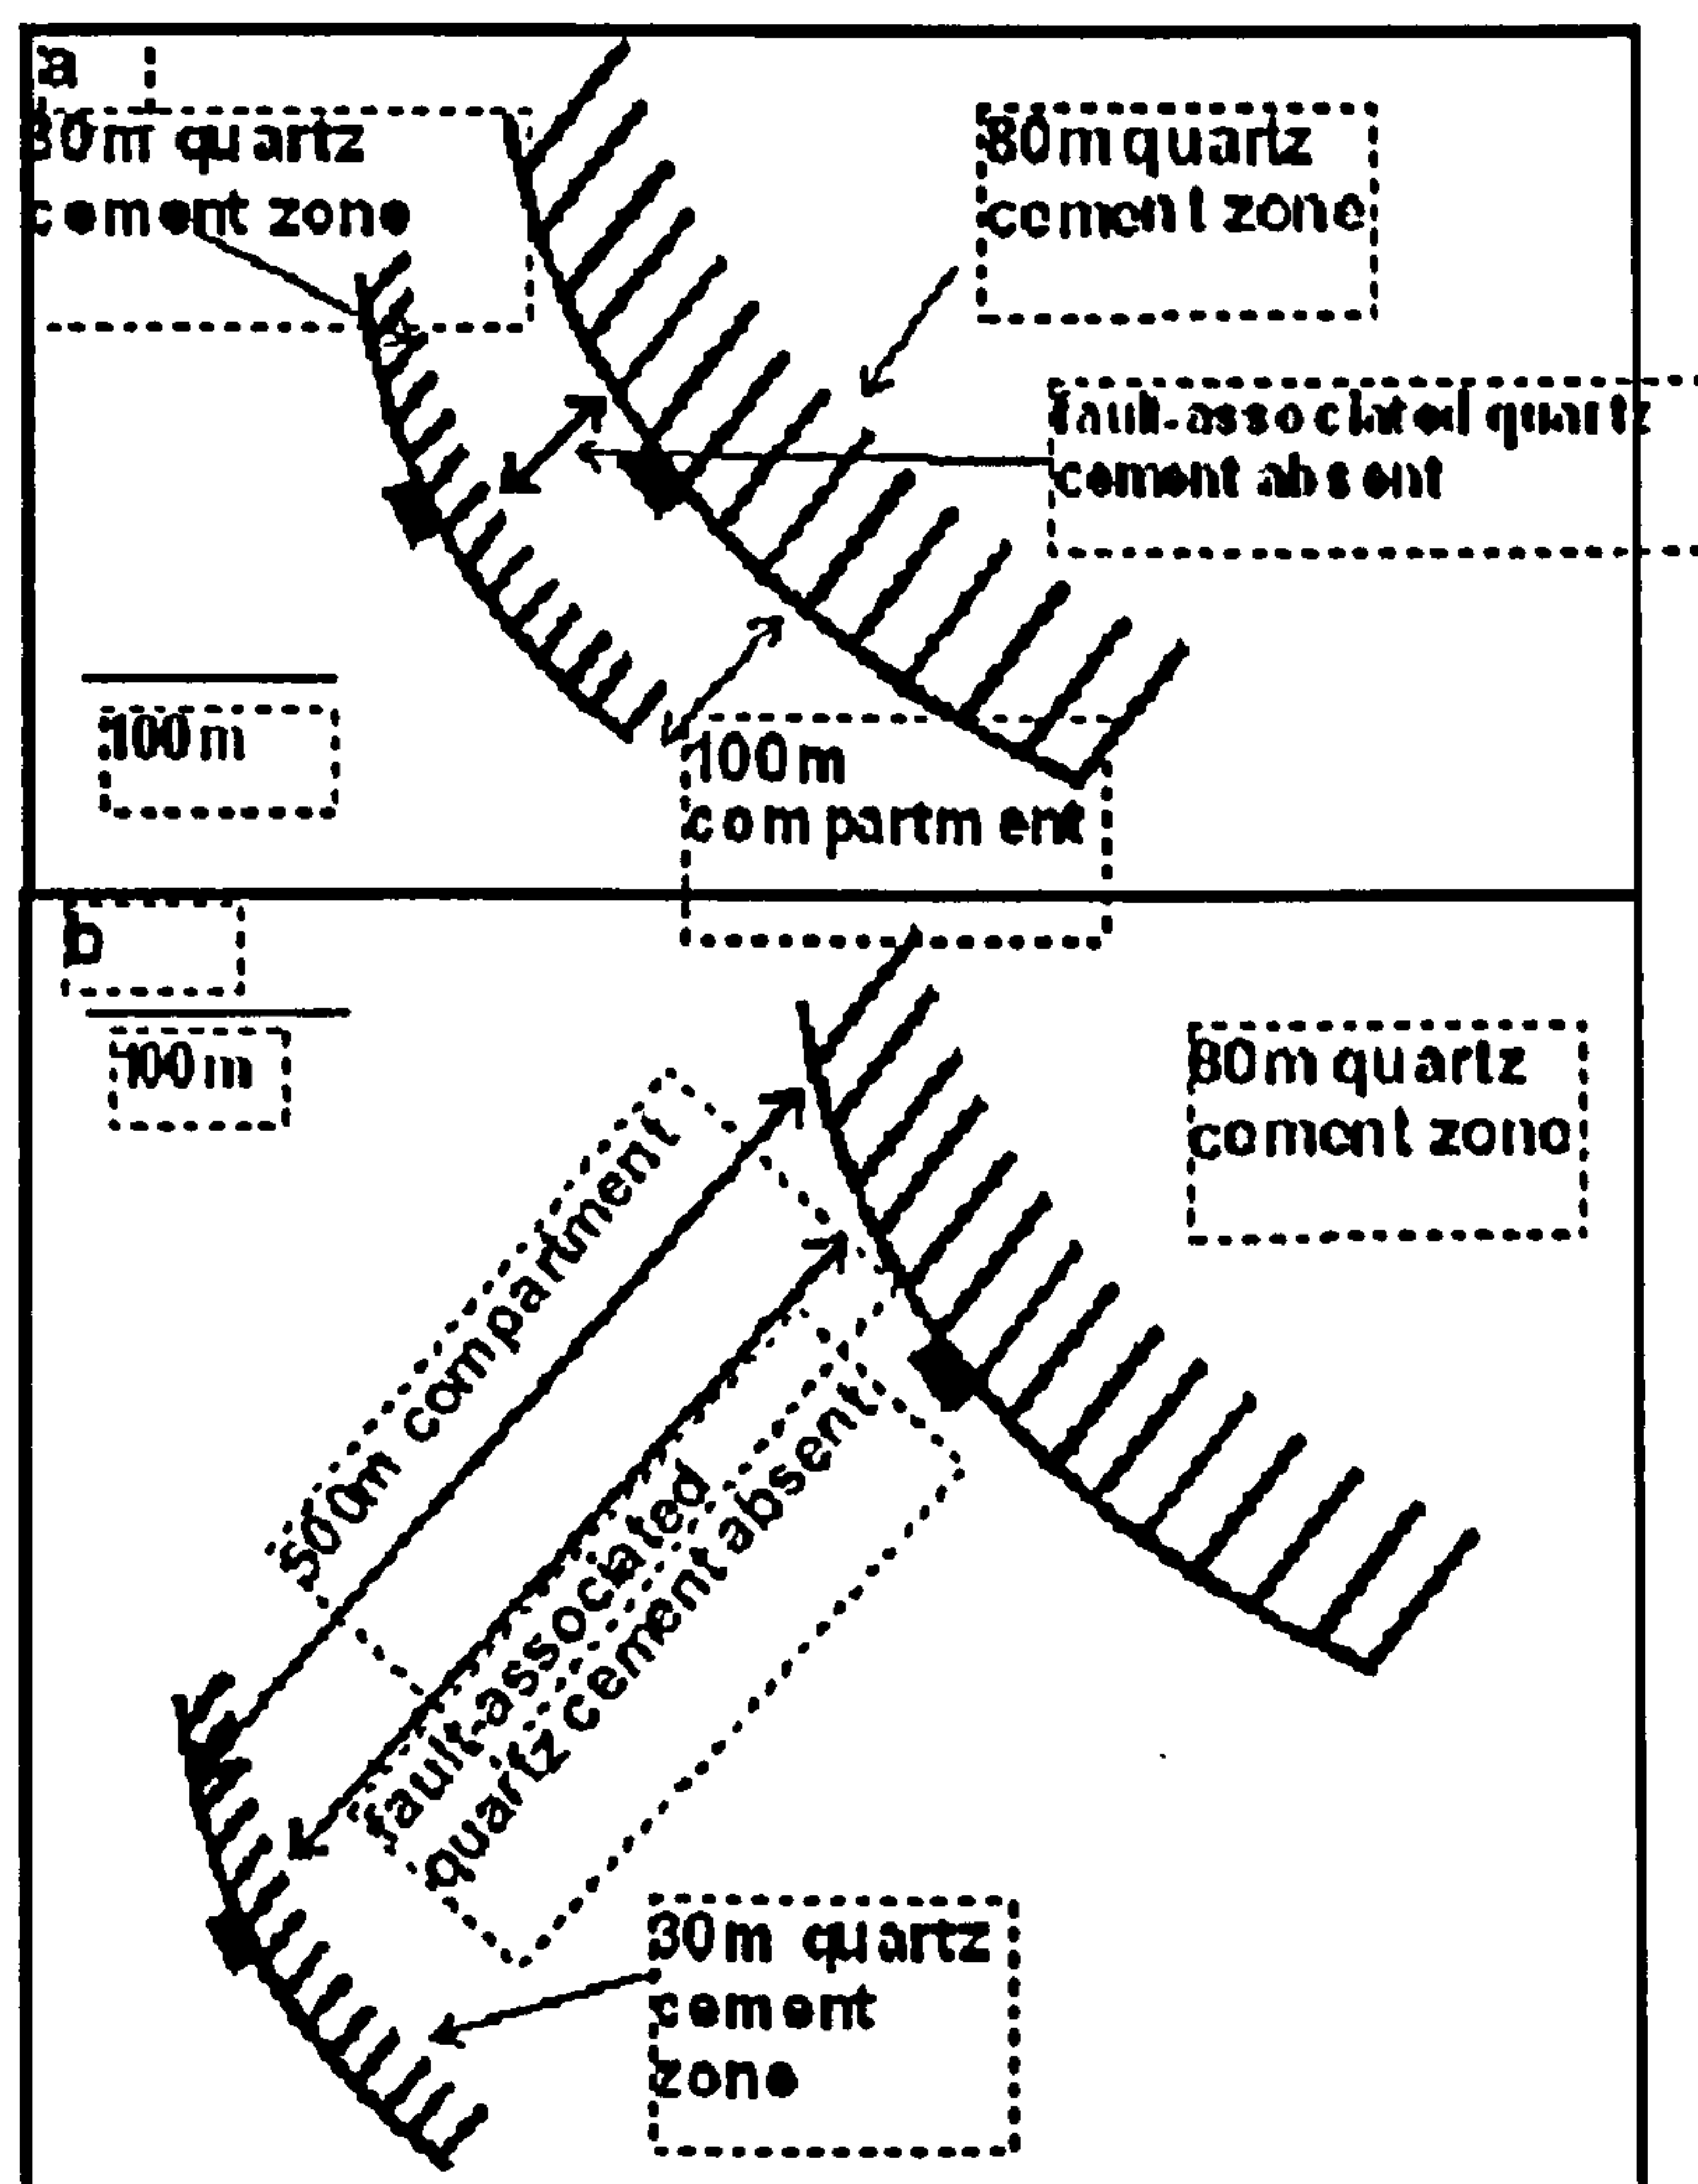 a
30m quartz
cement zone
80m quartz
cement zone
fault-associated quartz
cement absent
100m
100m
compartment
b
100m
80m quartz
cement zone
500m compartment
fault-associated
quartz cement absent
30m quartz
cement
zone